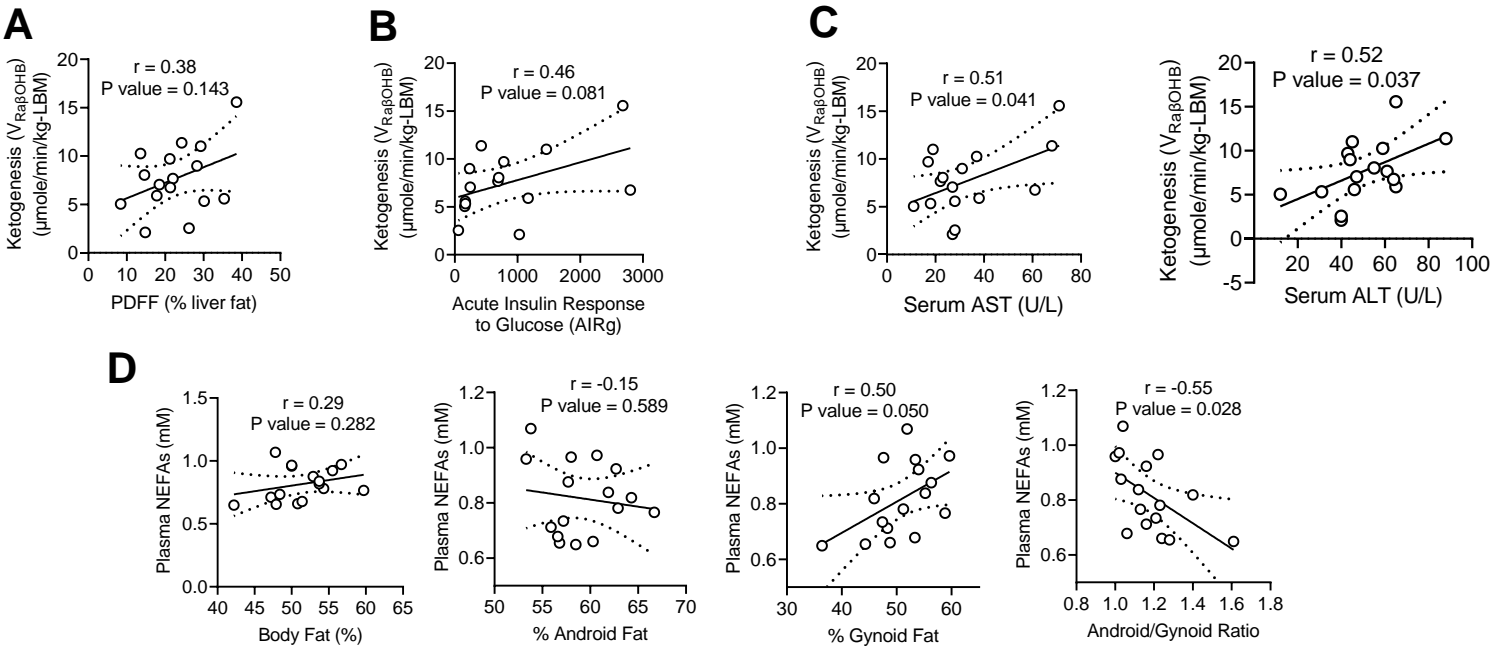 A
Ketogenesis (VRaβOHB)
(µmole/min/kg-LBM)
20
15
10
5
0
r = 0.38
P value = 0.143
0 10 20 30 40 50
PDFF (% liver fat)
B
Ketogenesis (VRaβOHB)
(µmole/min/kg-LBM)
20
15
10
5
0
r = 0.46
P value = 0.081
0 1000 2000 3000
Acute Insulin Response
to Glucose (AIRg)
C
Ketogenesis (VRaβOHB)
(µmole/min/kg-LBM)
20
15
10
5
0
r = 0.51
P value = 0.041
0 20 40 60 80
Serum AST (U/L)
Ketogenesis (VRaβOHB)
(µmole/min/kg-LBM)
20
15
10
5
0
-5
r = 0.52
P value = 0.037
20 40 60 80 100
Serum ALT (U/L)
D
Plasma NEFAs (mM)
1.5
1.0
0.5
0.0
r = 0.29
P value = 0.282
40 45 50 55 60 65
Body Fat (%)
Plasma NEFAs (mM)
1.2
1.0
0.8
0.6
r = -0.15
P value = 0.589
50 55 60 65 70
% Android Fat
Plasma NEFAs (mM)
1.2
1.0
0.8
0.6
r = 0.50
P value = 0.050
30 40 50 60
% Gynoid Fat
Plasma NEFAs (mM)
1.2
1.0
0.8
0.6
r = -0.55
P value = 0.028
0.8 1.0 1.2 1.4 1.6 1.8
Android/Gynoid Ratio